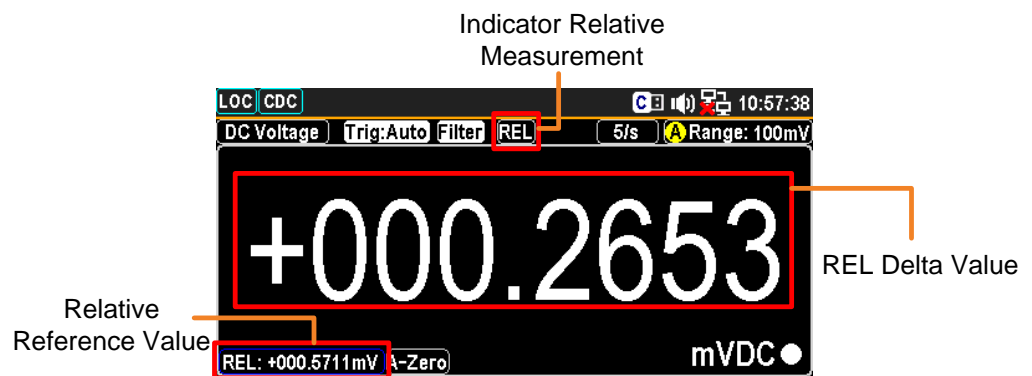 Indicator Relative
Measurement
LOC CDC C 10:57:38
DC Voltage Trig:Auto Filter REL 5/s A Range: 100mV
+000.2653
REL Delta Value
Relative
Reference Value
REL: +000.5711mV A-Zero mVDC